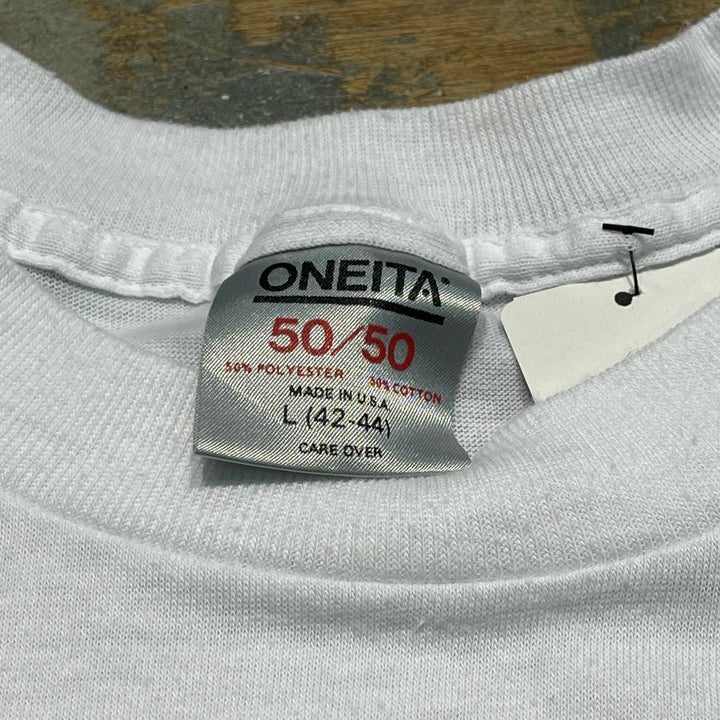 ONEITA
50/50
50% POLYESTER 50% COTTON
MADE IN U.S.A.
L (42-44)
CARE OVER